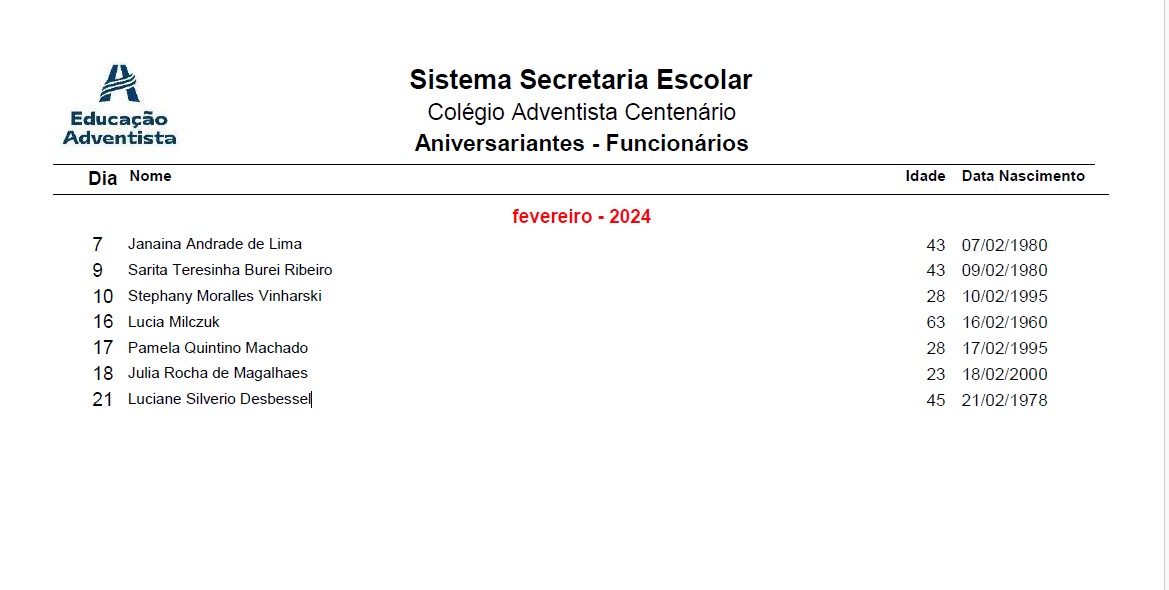 Educação
Adventista
Sistema Secretaria Escolar
Colégio Adventista Centenário
Aniversariantes - Funcionários
Dia Nome Idade Data Nascimento
fevereiro - 2024
7 Janaina Andrade de Lima 43 07/02/1980
9 Sarita Teresinha Burei Ribeiro 43 09/02/1980
10 Stephany Moralles Vinharski 28 10/02/1995
16 Lucia Milczuk 63 16/02/1960
17 Pamela Quintino Machado 28 17/02/1995
18 Julia Rocha de Magalhaes 23 18/02/2000
21 Luciane Silverio Desbessel 45 21/02/1978